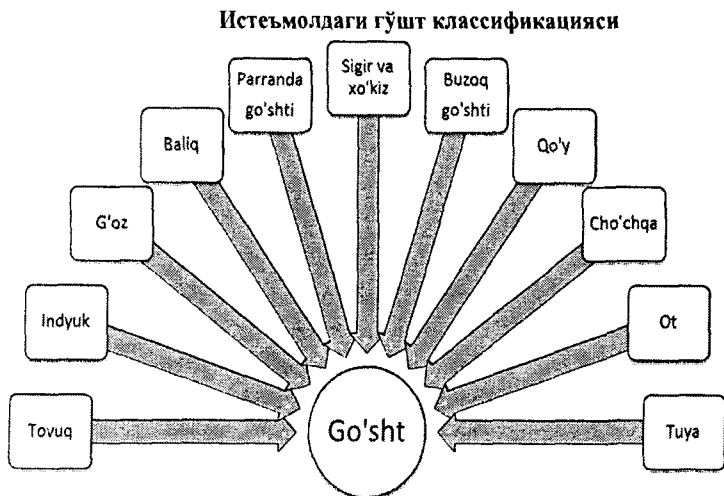 Истеъмолдаги гўшт классификацияси
Sigir va
xo'kiz
Parranda
go'shti
Buzoq
go'shti
Baliq
Qo'y
G'oz
Cho'chqa
Indyuk
Ot
Tovuq
Go'sht
Tuya